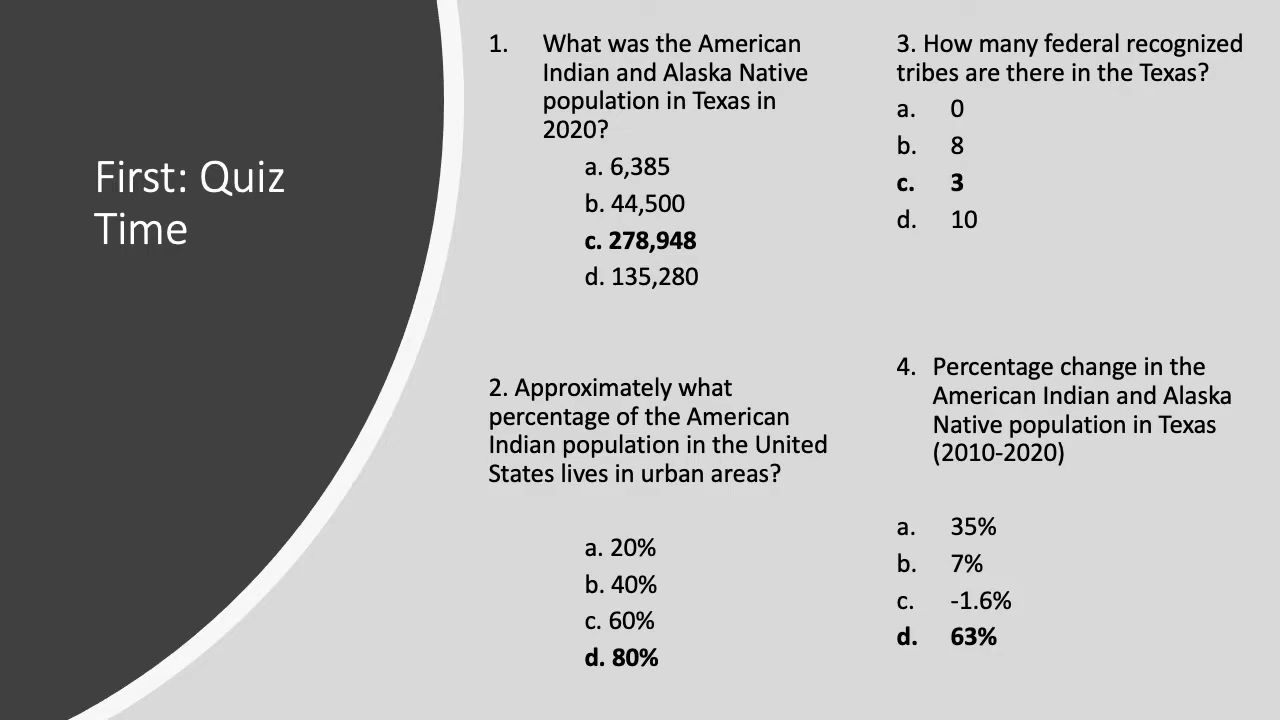 First: Quiz
Time
1. What was the American
Indian and Alaska Native
population in Texas in
2020?
a. 6,385
b. 44,500
c. 278,948
d. 135,280
2. Approximately what
percentage of the American
Indian population in the United
States lives in urban areas?
a. 20%
b. 40%
c. 60%
d. 80%
3. How many federal recognized
tribes are there in the Texas?
a. 0
b. 8
c. 3
d. 10
4. Percentage change in the
American Indian and Alaska
Native population in Texas
(2010-2020)
a. 35%
b. 7%
c. -1.6%
d. 63%